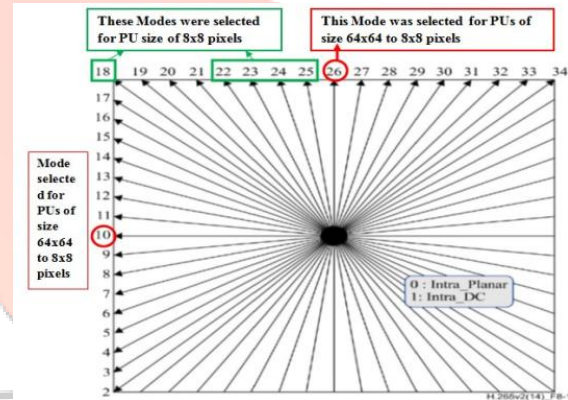 These Modes were selected
for PU size of 8x8 pixels
This Mode was selected for PUs of
size 64x64 to 8x8 pixels
18 19 20 21 22 23 24 25 26 27 28 29 30 31 32 33 34
17
16
15
14
13
12
11
10
9
8
7
6
5
4
3
2
Mode
selecte
d for
PUs of
size
64x64
to 8x8
pixels
0 : Intra_Planar
1: Intra_DC